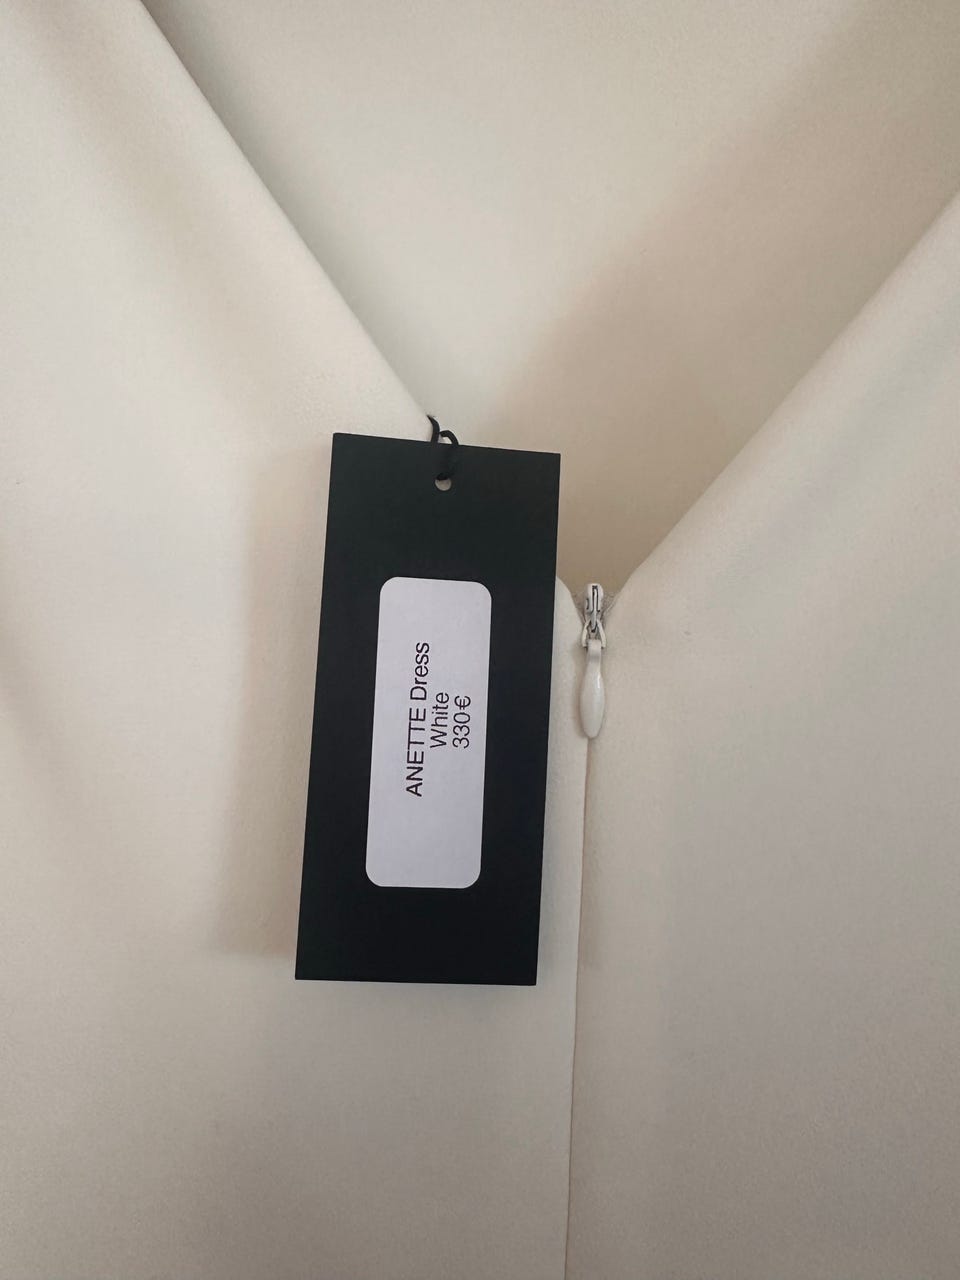 ANETTE Dress
White
330€